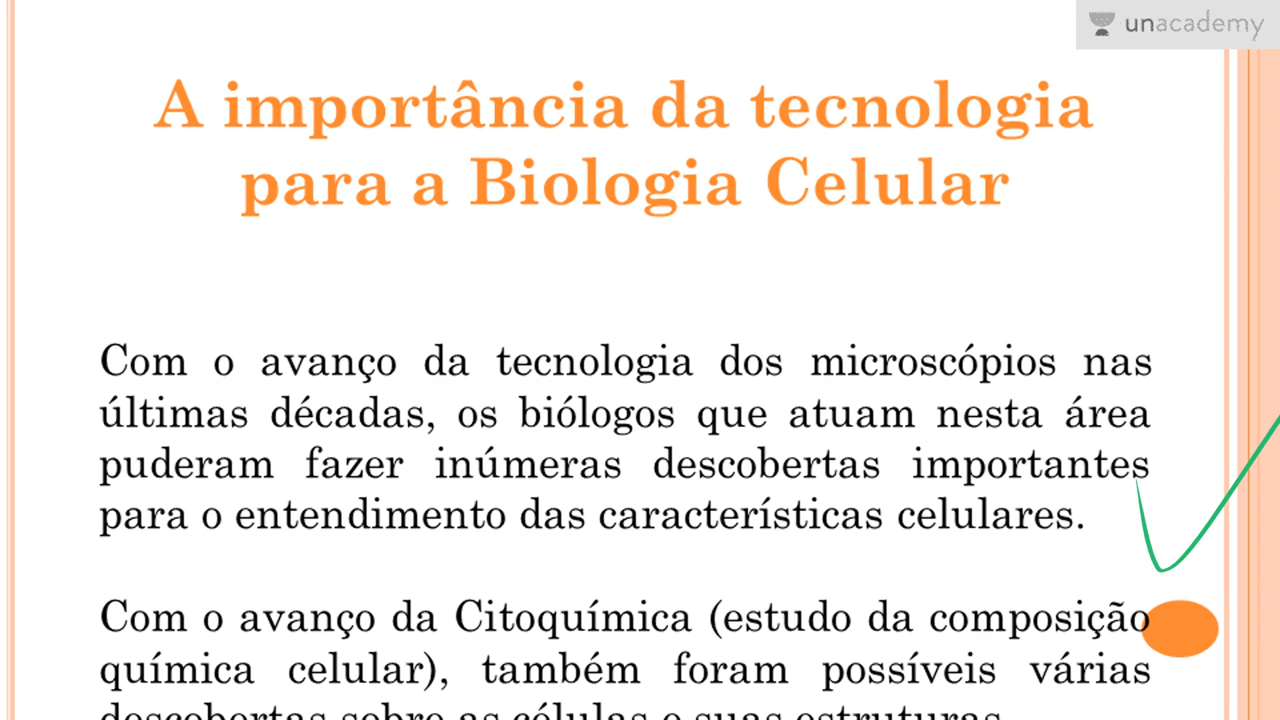 unacademy
A importância da tecnologia
para a Biologia Celular
Com o avanço da tecnologia dos microscópios nas
últimas décadas, os biólogos que atuam nesta área
puderam fazer inúmeras descobertas importantes
para o entendimento das características celulares.
Com o avanço da Citoquímica (estudo da composição
química celular), também foram possíveis várias
descobertas sobre as células e suas estruturas.